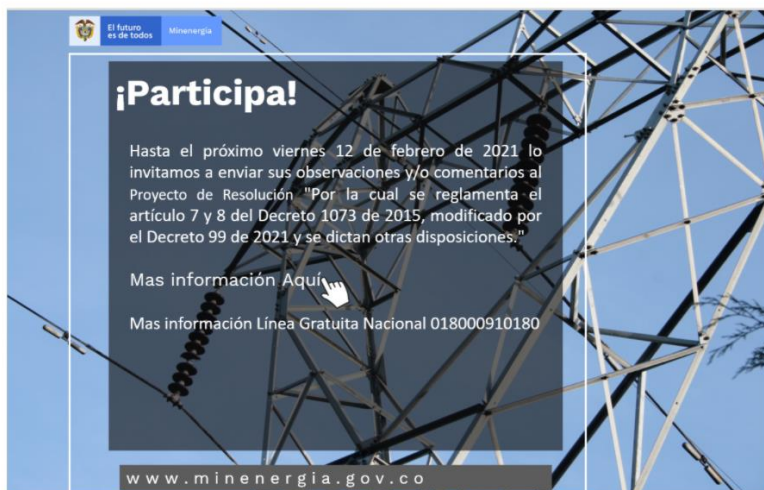 El futuro
es de todos
Minenergía
¡Participa!
Hasta el próximo viernes 12 de febrero de 2021 lo
invitamos a enviar sus observaciones y/o comentarios al
Proyecto de Resolución "Por la cual se reglamenta el
artículo 7 y 8 del Decreto 1073 de 2015, modificado por
el Decreto 99 de 2021 y se dictan otras disposiciones."
Mas información Aquí
Mas información Línea Gratuita Nacional 018000910180
www.minenergia.gov.co